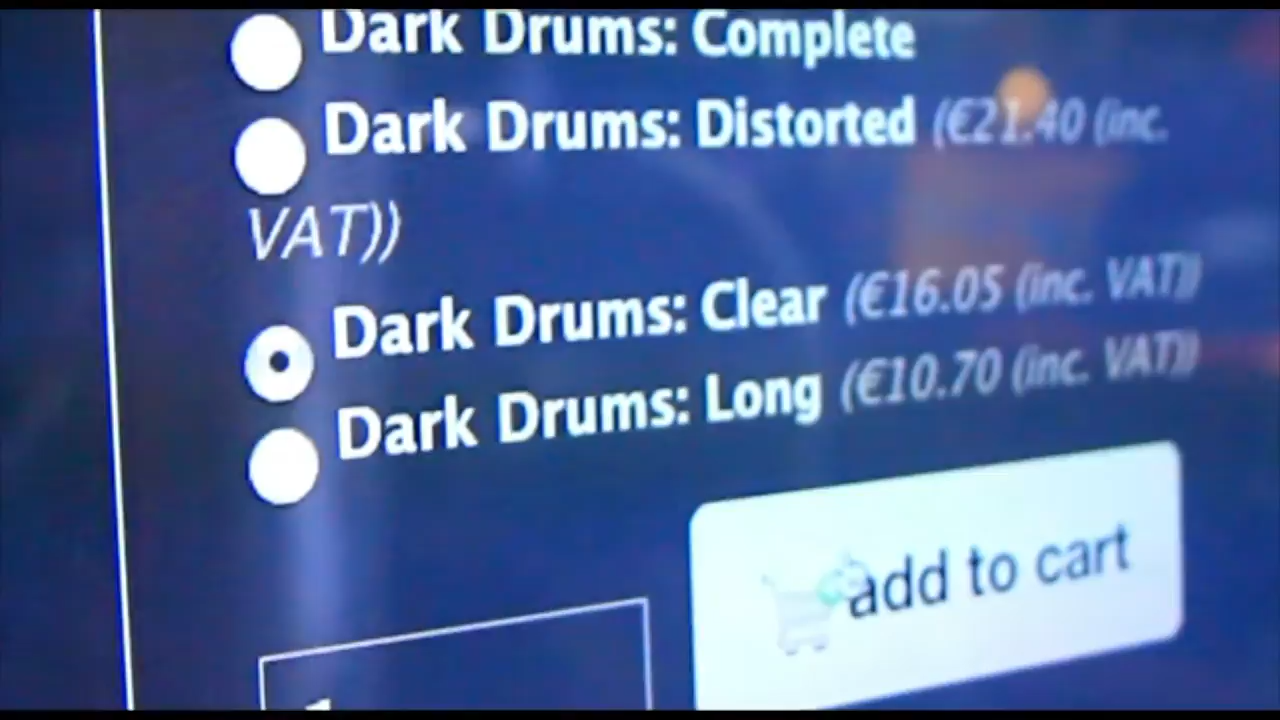 Dark Drums: Complete
Dark Drums: Distorted (€21.40 (inc.
VAT))
Dark Drums: Clear (€16.05 (inc. VAT))
Dark Drums: Long (€10.70 (inc. VAT))
add to cart